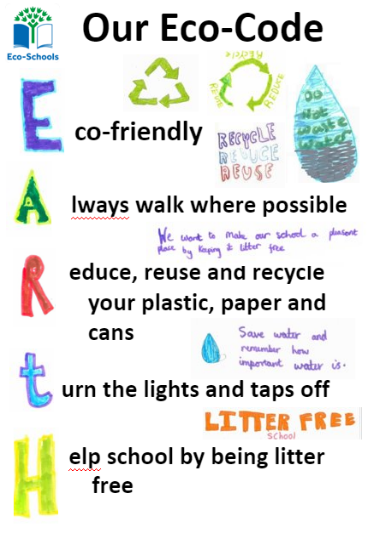 Our Eco-Code
Eco-Schools
RECYCLE
REUSE
REDUCE
DO
Not
waste
water
E co-friendly
RECYCLE
REDUCE
REUSE
A lways walk where possible
We want to make our school a pleasent
place by keping it litter free
R educe, reuse and recycle
your plastic, paper and
cans
Save water and
remember how
important water is.
t urn the lights and taps off
LITTER FREE
School
H elp school by being litter
free